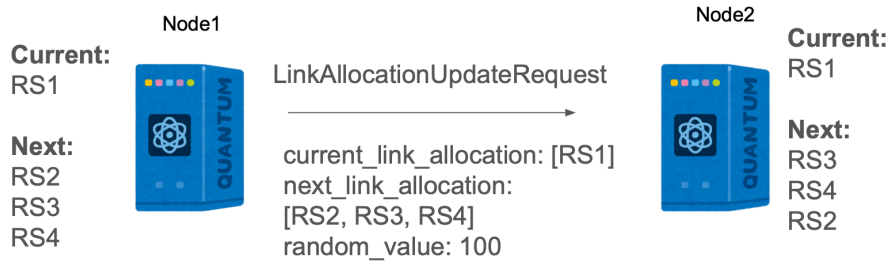 Node1
Current:
RS1
Next:
RS2
RS3
RS4
QUANTUM
LinkAllocationUpdateRequest
current_link_allocation: [RS1]
next_link_allocation:
[RS2, RS3, RS4]
random_value: 100
Node2
QUANTUM
Current:
RS1
Next:
RS3
RS4
RS2